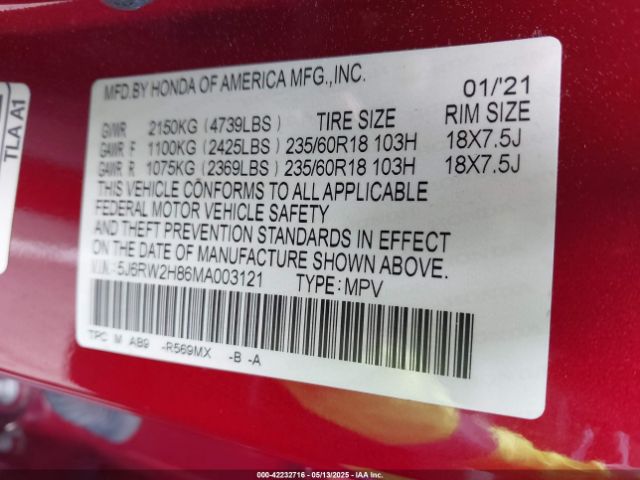 MFD.BY HONDA OF AMERICA MFG.,INC. 01/'21
GVWR 2150KG (4739LBS) TIRE SIZE RIM SIZE
GAWR F 1100KG (2425LBS) 235/60R18 103H 18X7.5J
GAWR R 1075KG (2369LBS) 235/60R18 103H 18X7.5J
THIS VEHICLE CONFORMS TO ALL APPLICABLE
FEDERAL MOTOR VEHICLE SAFETY
AND THEFT PREVENTION STANDARDS IN EFFECT
ON THE DATE OF MANUFACTURE SHOWN ABOVE.
V.I.N.: 5J6RW2H86MA003121 TYPE: MPV
TPC M AB9 -R569MX -B -A
TLA A1
000-42232716 - 05/13/2025 - IAAI.com